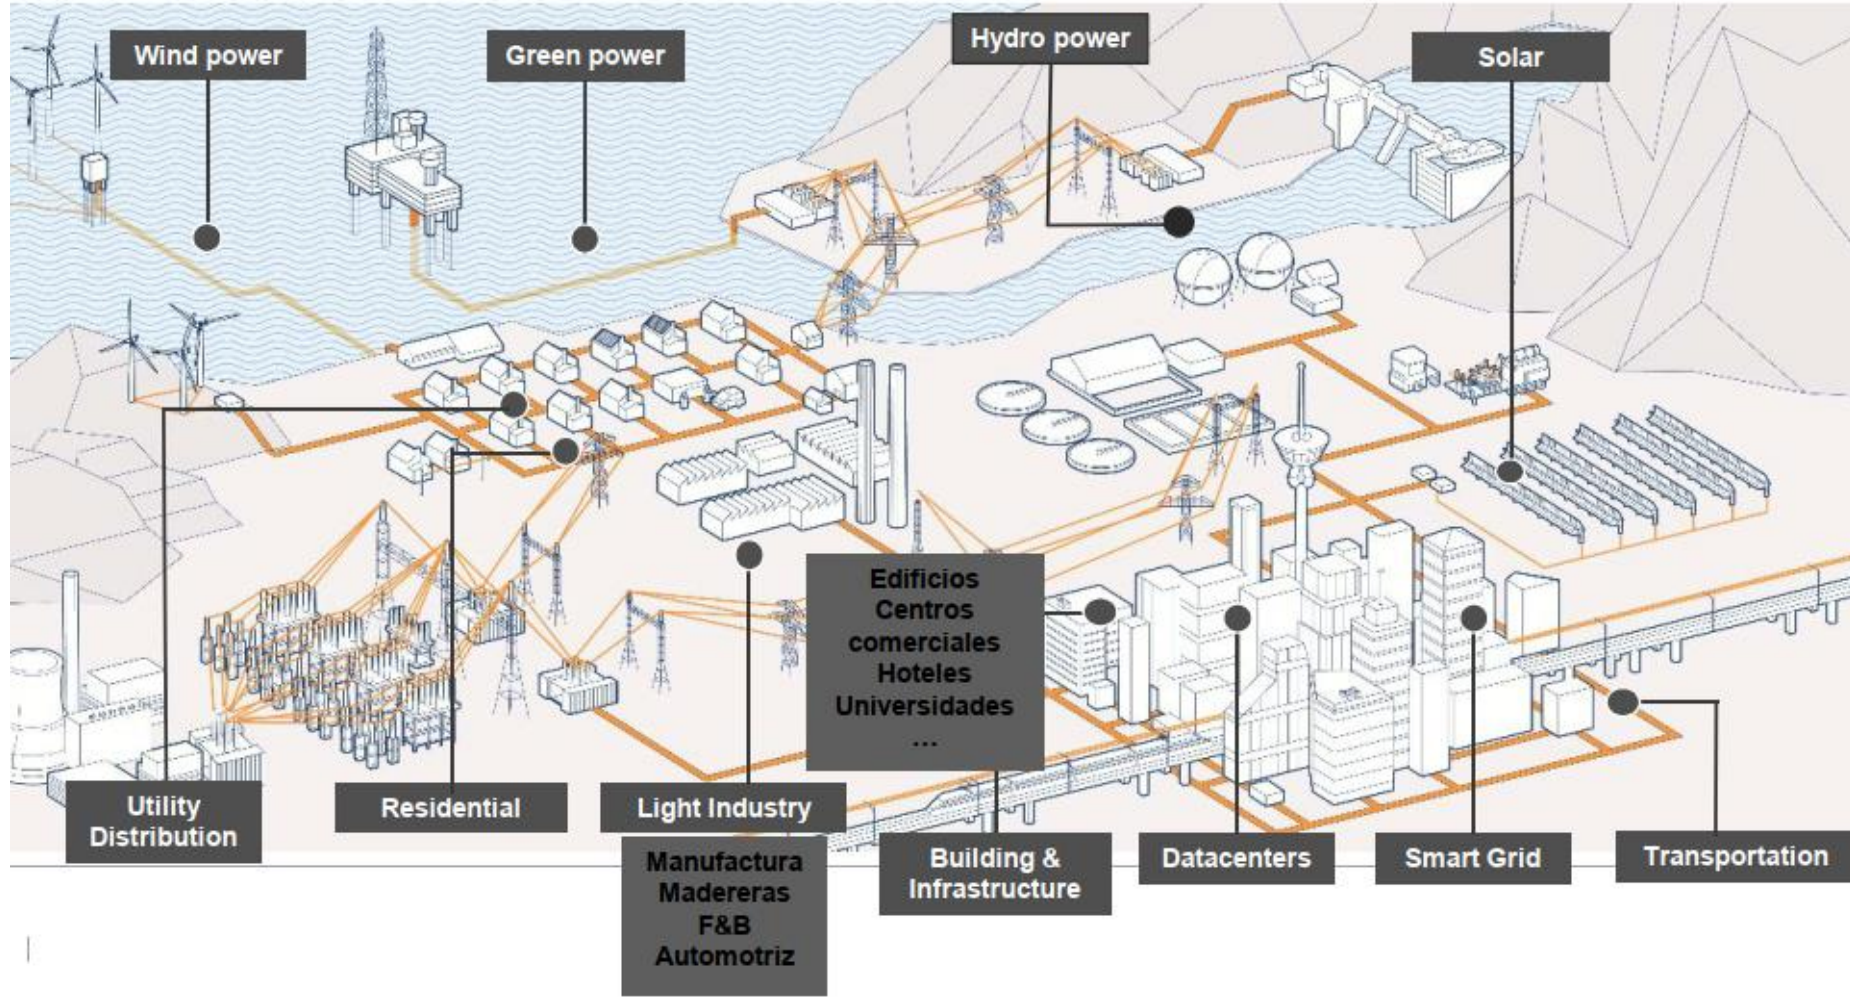 Wind power
Green power
Hydro power
Solar
Edificios
Centros
comerciales
Hoteles
Universidades
...
Utility
Distribution
Residential
Light Industry
Manufactura
Madereras
F&B
Automotriz
Building &
Infrastructure
Datacenters
Smart Grid
Transportation